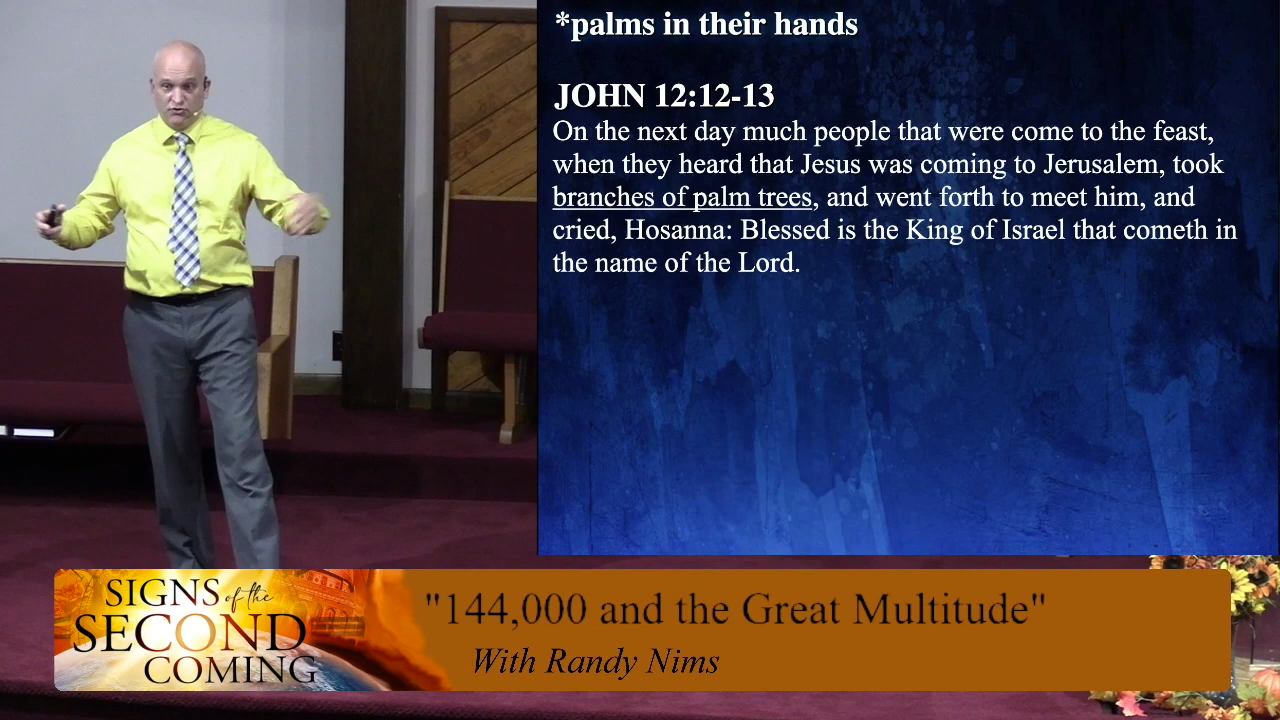 *palms in their hands
JOHN 12:12-13
On the next day much people that were come to the feast,
when they heard that Jesus was coming to Jerusalem, took
branches of palm trees, and went forth to meet him, and
cried, Hosanna: Blessed is the King of Israel that cometh in
the name of the Lord.
SIGNS of the
SECOND
COMING
"144,000 and the Great Multitude"
With Randy Nims